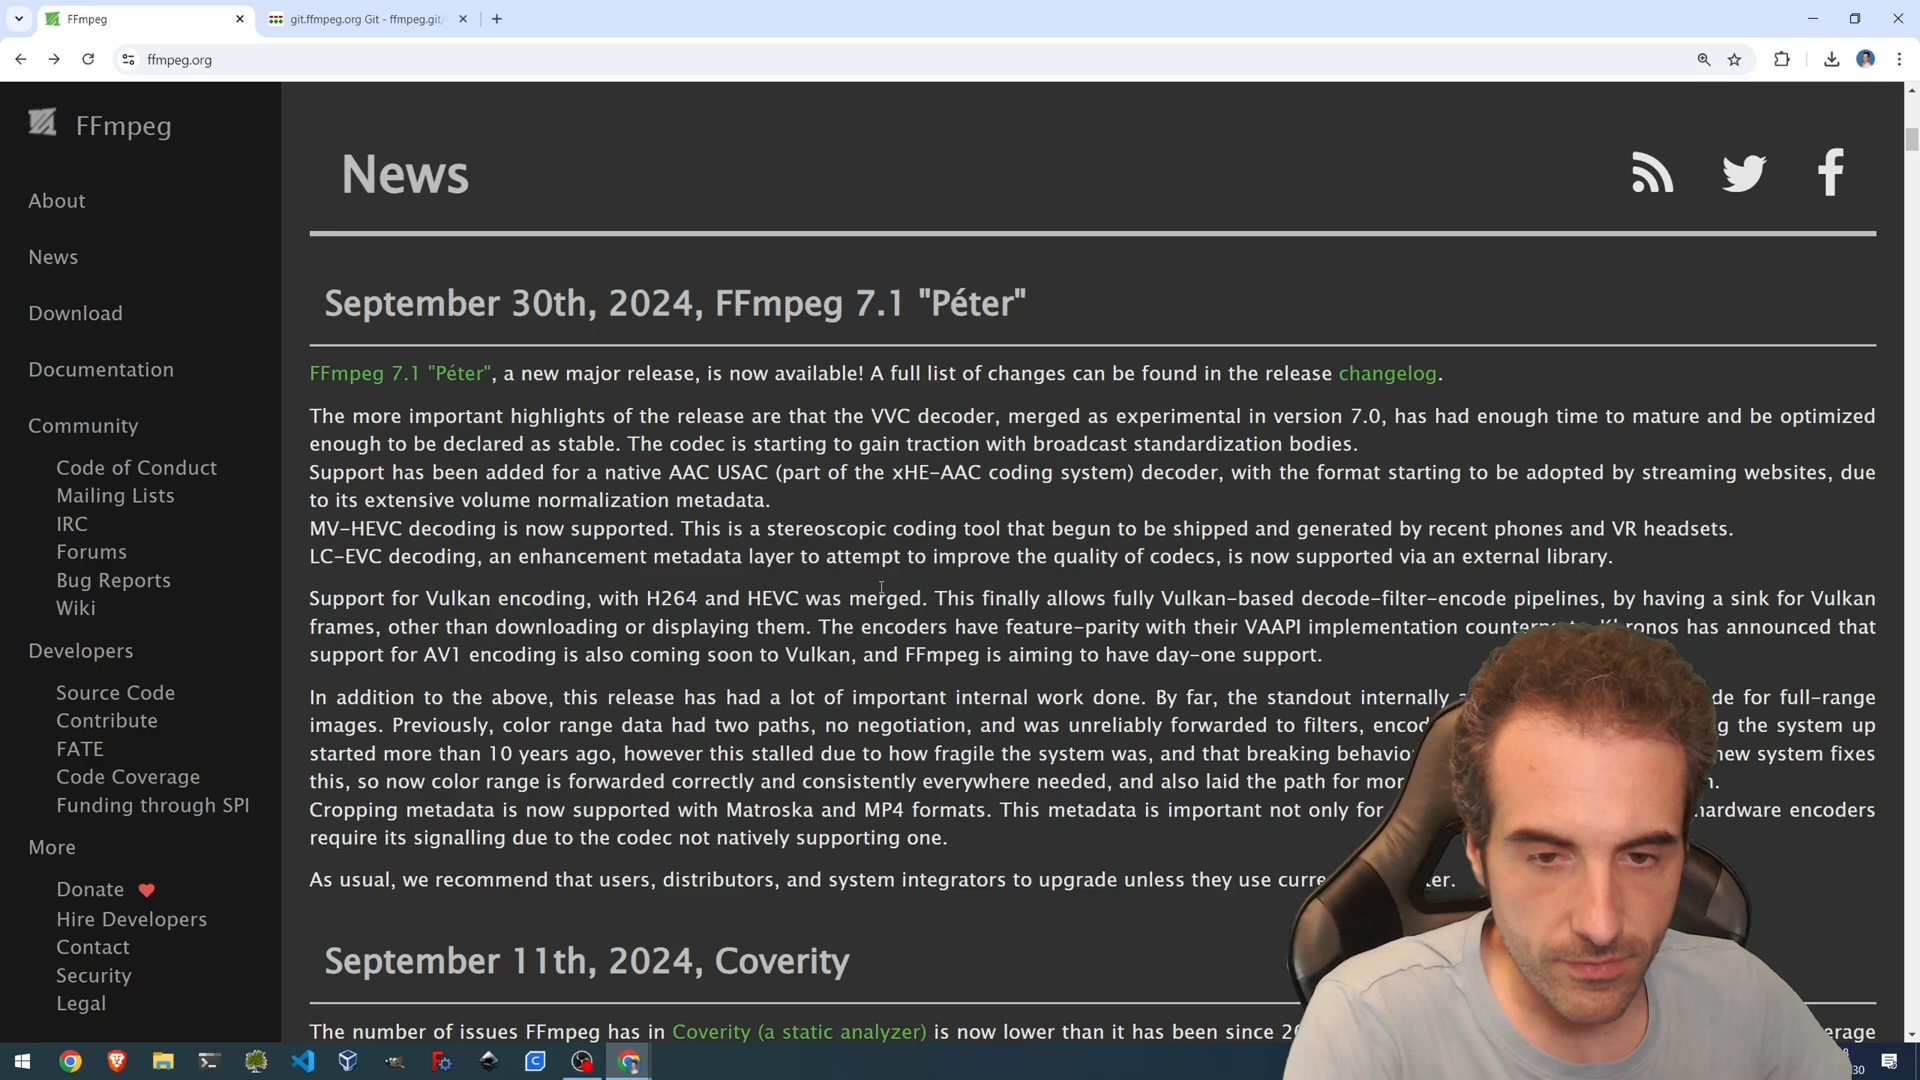 FFmpeg
git.ffmpeg.org Git - ffmpeg.git/
ffmpeg.org
FFmpeg
About
News
Download
Documentation
Community
Code of Conduct
Mailing Lists
IRC
Forums
Bug Reports
Wiki
Developers
Source Code
Contribute
FATE
Code Coverage
Funding through SPI
More
Donate
Hire Developers
Contact
Security
Legal
News
September 30th, 2024, FFmpeg 7.1 "Péter"
FFmpeg 7.1 "Péter", a new major release, is now available! A full list of changes can be found in the release changelog.
The more important highlights of the release are that the VVC decoder, merged as experimental in version 7.0, has had enough time to mature and be optimized
enough to be declared as stable. The codec is starting to gain traction with broadcast standardization bodies.
Support has been added for a native AAC USAC (part of the xHE-AAC coding system) decoder, with the format starting to be adopted by streaming websites, due
to its extensive volume normalization metadata.
MV-HEVC decoding is now supported. This is a stereoscopic coding tool that begun to be shipped and generated by recent phones and VR headsets.
LC-EVC decoding, an enhancement metadata layer to attempt to improve the quality of codecs, is now supported via an external library.
Support for Vulkan encoding, with H264 and HEVC was merged. This finally allows fully Vulkan-based decode-filter-encode pipelines, by having a sink for Vulkan
frames, other than downloading or displaying them. The encoders have feature-parity with their VAAPI implementation has announced that
support for AV1 encoding is also coming soon to Vulkan, and FFmpeg is aiming to have day-one support.
In addition to the above, this release has had a lot of important internal work done. By far, the standout internally for full-range
images. Previously, color range data had two paths, no negotiation, and was unreliably forwarded to filters, the system up
started more than 10 years ago, however this stalled due to how fragile the system was, and that breaking new system fixes
this, so now color range is forwarded correctly and consistently everywhere needed, and also laid the path for
Cropping metadata is now supported with Matroska and MP4 formats. This metadata is important not only for hardware encoders
require its signalling due to the codec not natively supporting one.
As usual, we recommend that users, distributors, and system integrators to upgrade unless they use
September 11th, 2024, Coverity
The number of issues FFmpeg has in Coverity (a static analyzer) is now lower than it has been since